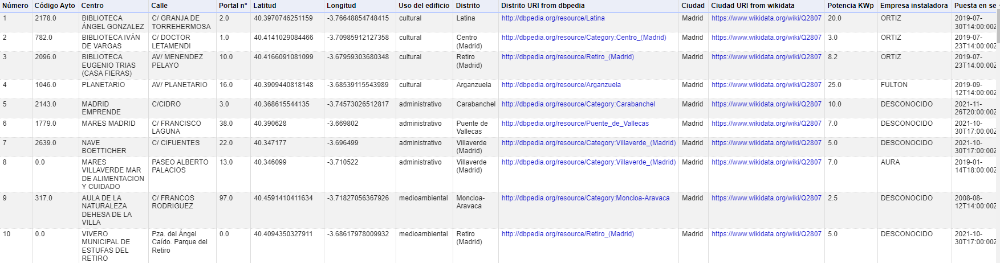 Número Código Ayto Centro Calle Portal nº Latitud Longitud Uso del edificio Distrito Distrito URI from dbpedia Ciudad Ciudad URI from wikidata Potencia KWp Empresa instaladora Puesta en se
1 2178.0 BIBLIOTECA C/ GRANJA DE 2.0 40.3970746251159 -3.76648854748415 cultural Latina http://dbpedia.org/resource/Latina Madrid https://www.wikidata.org/wiki/Q2807 20.0 ORTIZ 2019-07-
ÁNGEL GONZALEZ TORREHERMOSA 30T14:00:00Z
2 782.0 BIBLIOTECA IVÁN C/ DOCTOR 1.0 40.4141029084466 -3.70985912127358 cultural Centro http://dbpedia.org/resource/Category:Centro_(Madrid) Madrid https://www.wikidata.org/wiki/Q2807 3.0 ORTIZ 2019-07-
DE VARGAS LETAMENDI (Madrid) 23T14:00:00Z
3 2096.0 BIBLIOTECA AV/ MENENDEZ 10.0 40.4166091081099 -3.67959303680348 cultural Retiro http://dbpedia.org/resource/Retiro_(Madrid) Madrid https://www.wikidata.org/wiki/Q2807 8.2 ORTIZ 2019-07-
EUGENIO TRIAS PELAYO (Madrid) 23T14:00:00Z
(CASA FIERAS)
4 1046.0 PLANETARIO AV/ PLANETARIO 16.0 40.3909440818148 -3.68539115543989 cultural Arganzuela http://dbpedia.org/resource/Arganzuela Madrid https://www.wikidata.org/wiki/Q2807 25.0 FULTON 2019-09-
12T14:00:00Z
5 2143.0 MADRID C/CIDRO 3.0 40.368615544135 -3.74573026512817 administrativo Carabanchel http://dbpedia.org/resource/Category:Carabanchel Madrid https://www.wikidata.org/wiki/Q2807 10.0 DESCONOCIDO 2021-11-
EMPRENDE 26T20:00:00Z
6 1779.0 MARES MADRID C/ FRANCISCO 38.0 40.390628 -3.669802 administrativo Puente de http://dbpedia.org/resource/Puente_de_Vallecas Madrid https://www.wikidata.org/wiki/Q2807 7.0 DESCONOCIDO 2021-10-
LAGUNA Vallecas 30T17:00:00Z
7 2639.0 NAVE C/ CIFUENTES 22.0 40.347177 -3.696499 administrativo Villaverde http://dbpedia.org/resource/Category:Villaverde_(Madrid) Madrid https://www.wikidata.org/wiki/Q2807 5.0 DESCONOCIDO 2021-10-
BOETTICHER (Madrid) 30T17:00:00Z
8 0.0 MARES PASEO ALBERTO 13.0 40.346099 -3.710522 administrativo Villaverde http://dbpedia.org/resource/Category:Villaverde_(Madrid) Madrid https://www.wikidata.org/wiki/Q2807 7.0 AURA 2019-01-
VILLAVERDE MAR PALACIOS (Madrid) 14T18:00:00Z
DE ALIMENTACION
Y CUIDADO
9 317.0 AULA DE LA C/ FRANCOS 97.0 40.4591410411634 -3.71827056367926 medioambiental Moncloa- http://dbpedia.org/resource/Category:Moncloa-Aravaca Madrid https://www.wikidata.org/wiki/Q2807 2.5 DESCONOCIDO 2008-08-
NATURALEZA RODRIGUEZ Aravaca 12T14:00:00Z
DEHESA DE LA
VILLA
10 0.0 VIVERO Pza. del Ángel 0.0 40.4094350327911 -3.68617978009932 medioambiental Retiro http://dbpedia.org/resource/Retiro_(Madrid) Madrid https://www.wikidata.org/wiki/Q2807 5.0 DESCONOCIDO 2021-10-
MUNICIPAL DE Caído. Parque del (Madrid) 30T17:00:00Z
ESTUFAS DEL Retiro
RETIRO